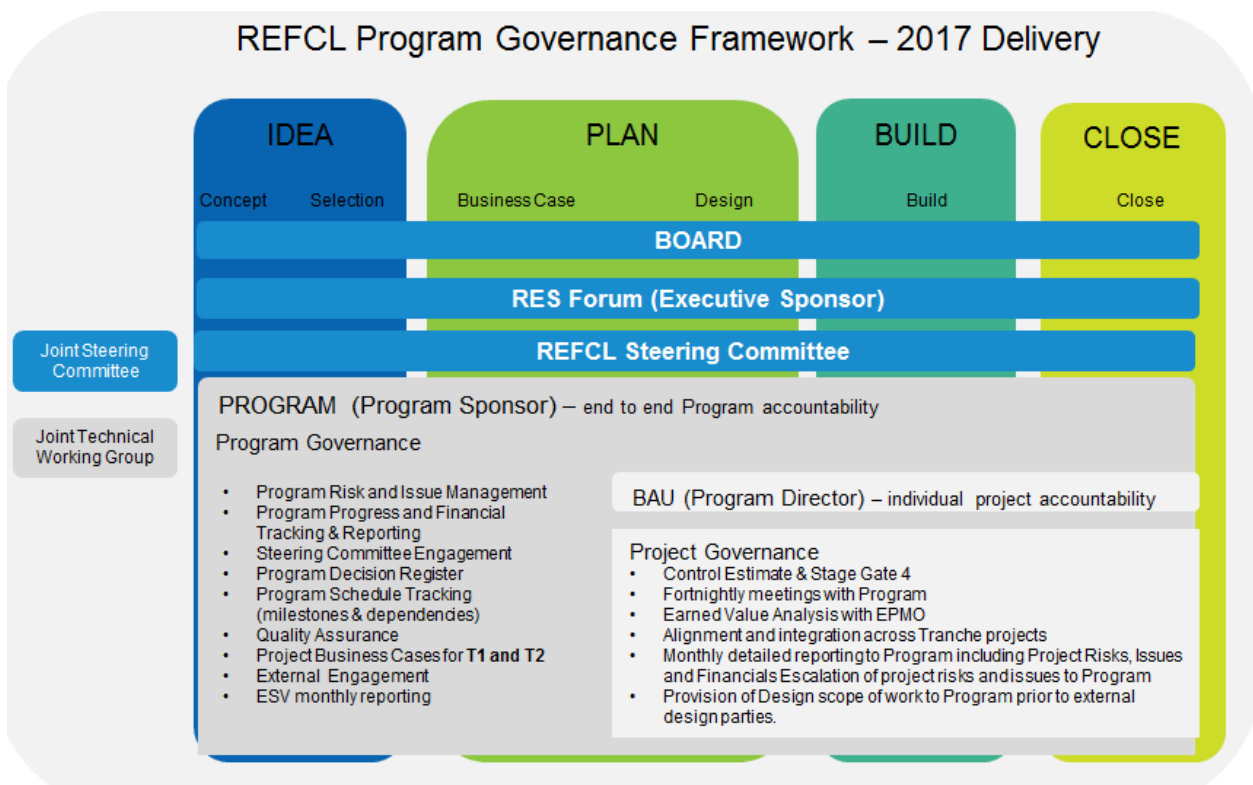 REFCL Program Governance Framework – 2017 Delivery
IDEA
PLAN
BUILD
CLOSE
Concept
Selection
Business Case
Design
Build
Close
BOARD
RES Forum (Executive Sponsor)
REFCL Steering Committee
Joint Steering
Committee
Joint Technical
Working Group
PROGRAM (Program Sponsor) – end to end Program accountability
Program Governance
• Program Risk and Issue Management
• Program Progress and Financial
Tracking & Reporting
• Steering Committee Engagement
• Program Decision Register
• Program Schedule Tracking
(milestones & dependencies)
• Quality Assurance
• Project Business Cases for T1 and T2
• External Engagement
• ESV monthly reporting
BAU (Program Director) – individual project accountability
Project Governance
• Control Estimate & Stage Gate 4
• Fortnightly meetings with Program
• Earned Value Analysis with EPMO
• Alignment and integration across Tranche projects
• Monthly detailed reporting to Program including Project Risks, Issues
and Financials Escalation of project risks and issues to Program
• Provision of Design scope of work to Program prior to external
design parties.